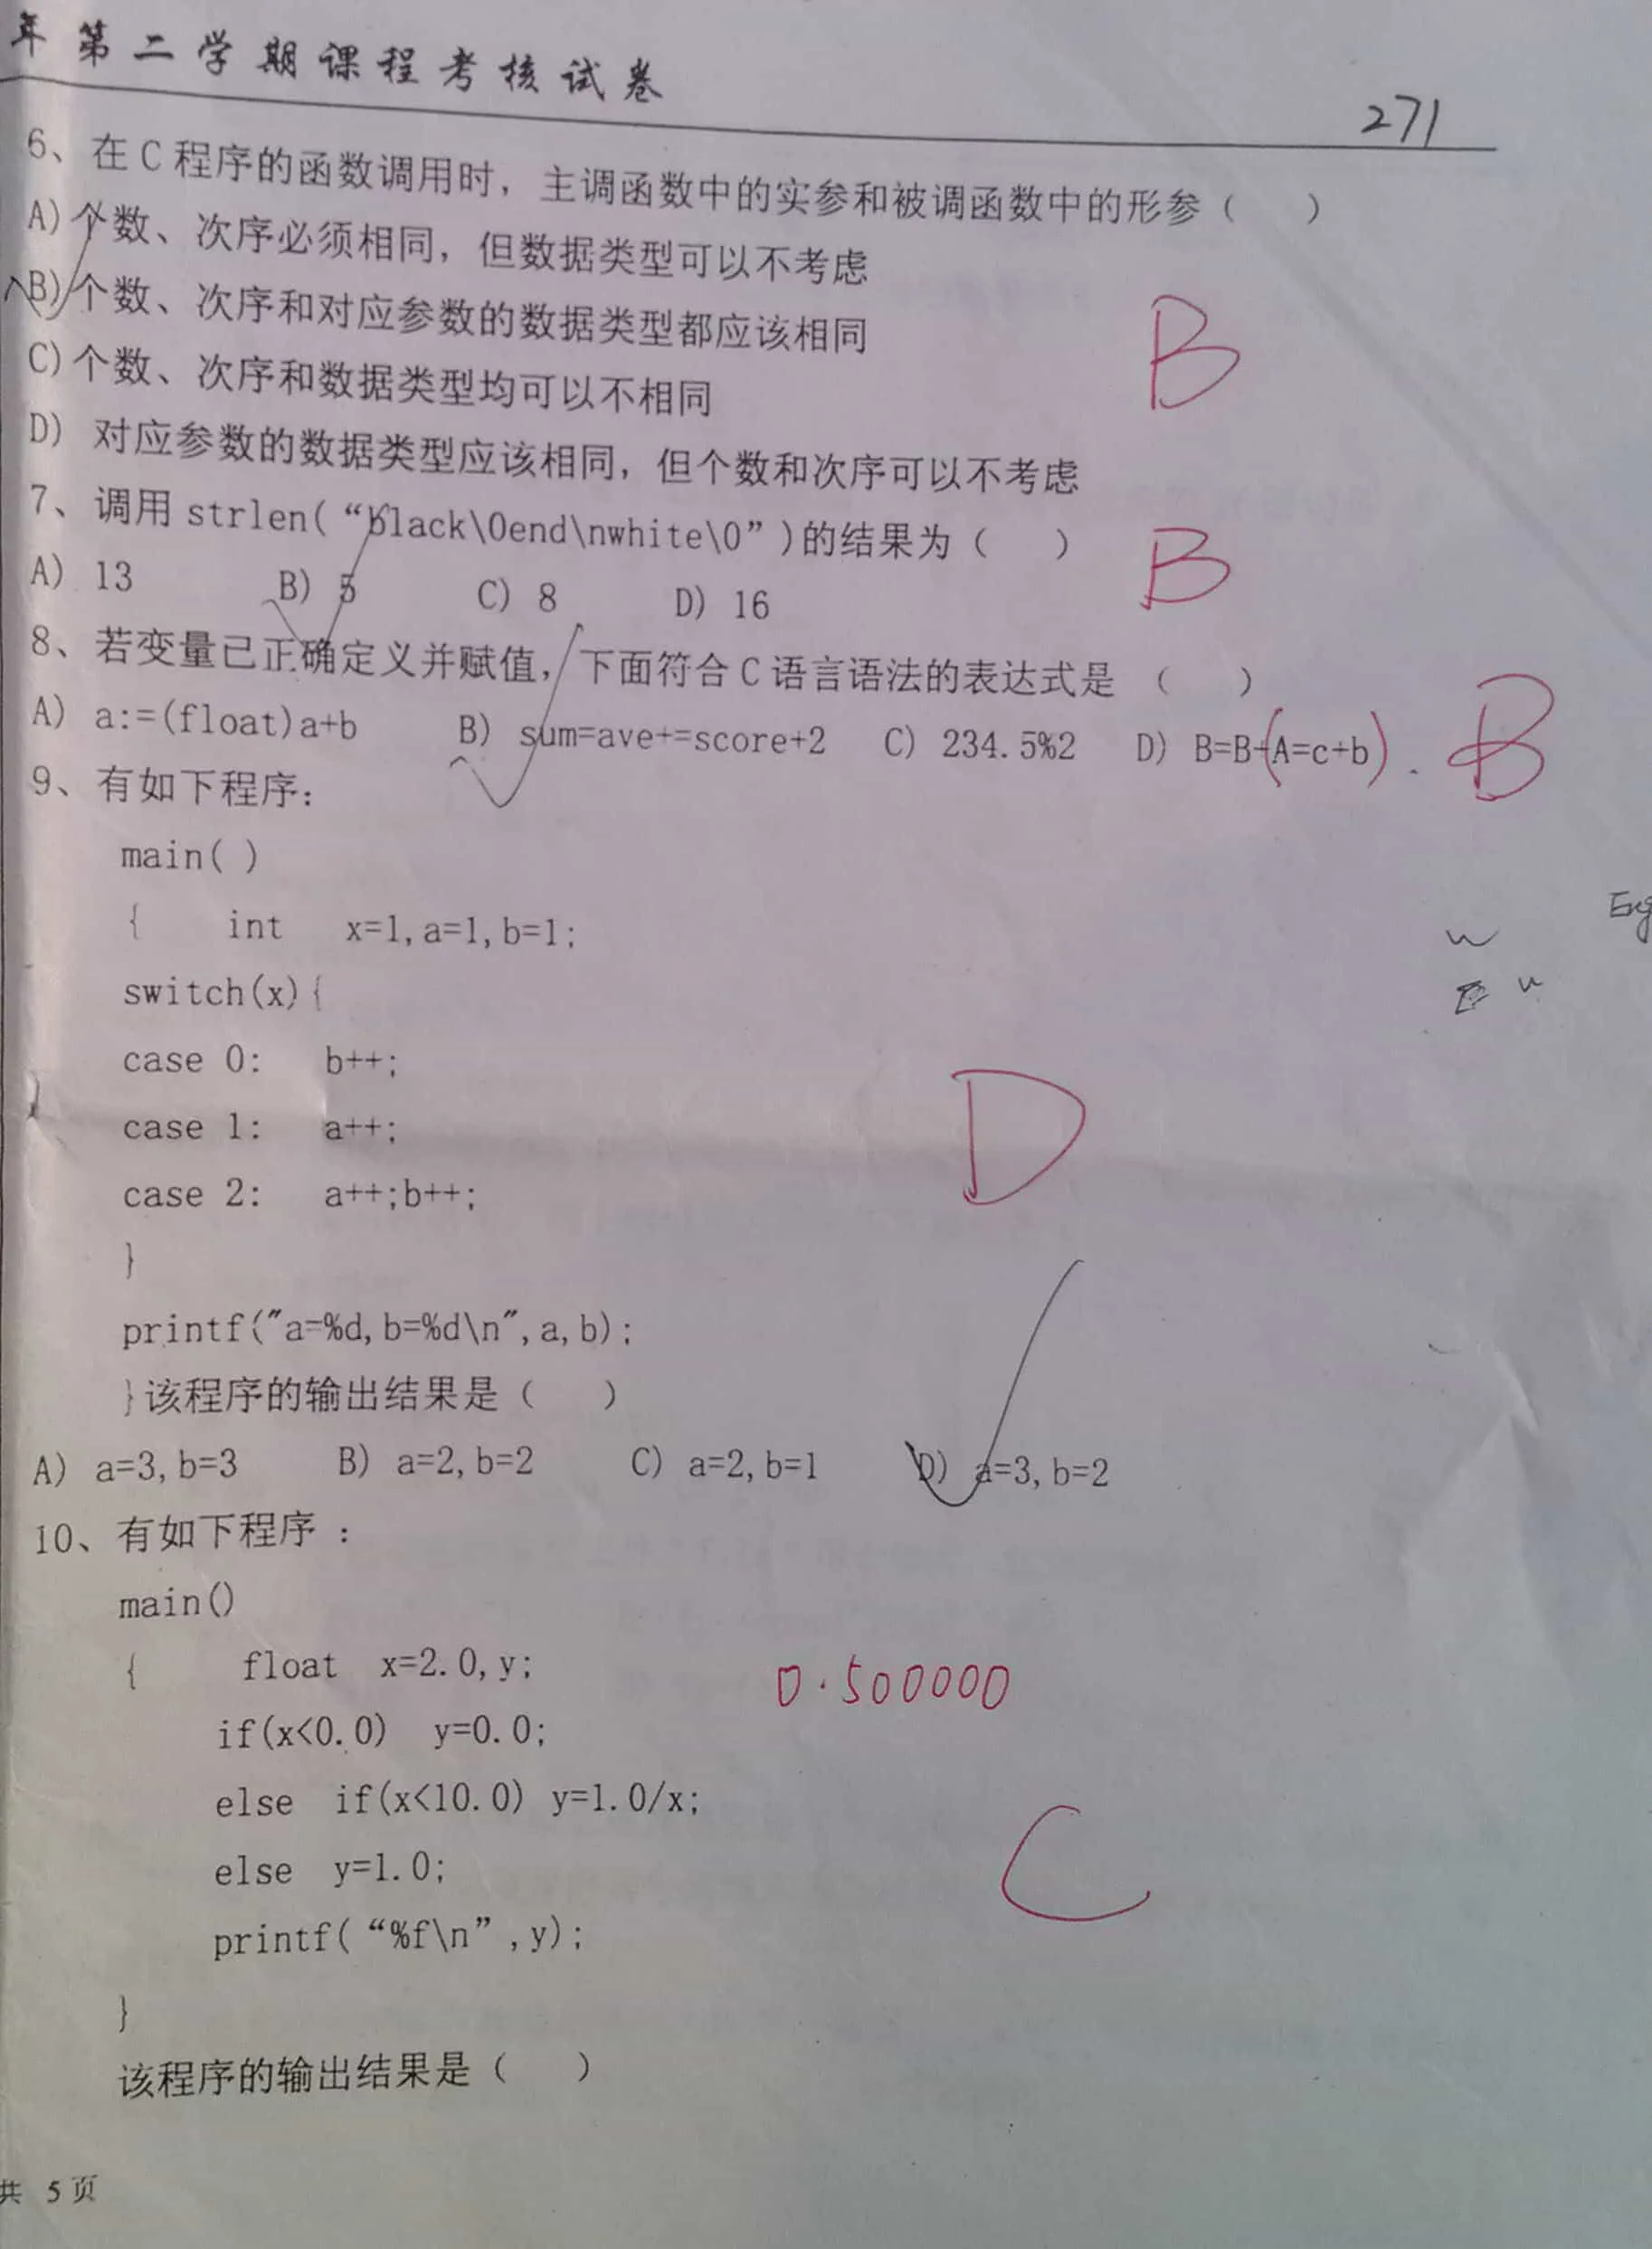 年第二学期课程考核试卷
271
6、在C程序的函数调用时，主调函数中的实参和被调函数中的形参（　　）
A)个数、次序必须相同，但数据类型可以不考虑
B)个数、次序和对应参数的数据类型都应该相同
B
C)个数、次序和数据类型均可以不相同
D) 对应参数的数据类型应该相同，但个数和次序可以不考虑
7、调用 strlen(“black\0end\nwhite\0”)的结果为（　　）
B
A) 13 B) 5 C) 8 D) 16
8、若变量已正确定义并赋值，下面符合C语言语法的表达式是 （　　）
A) a:=(float)a+b B) sum=ave+=score+2 C) 234.5%2 D) B=B+(A=c+b).
B
9、有如下程序：
main( )
{ int x=1,a=1,b=1;
switch(x){
case 0: b++;
case 1: a++;
D
case 2: a++;b++;
}
printf("a=%d,b=%d\n",a,b);
}该程序的输出结果是（　　）
A) a=3,b=3 B) a=2,b=2 C) a=2,b=1 D) a=3,b=2
10、有如下程序 ：
main()
{ float x=2.0,y;
0.500000
if(x<0.0) y=0.0;
else if(x<10.0) y=1.0/x;
else y=1.0;
C
printf(“%f\n”,y);
}
该程序的输出结果是（　　）
共 5 页